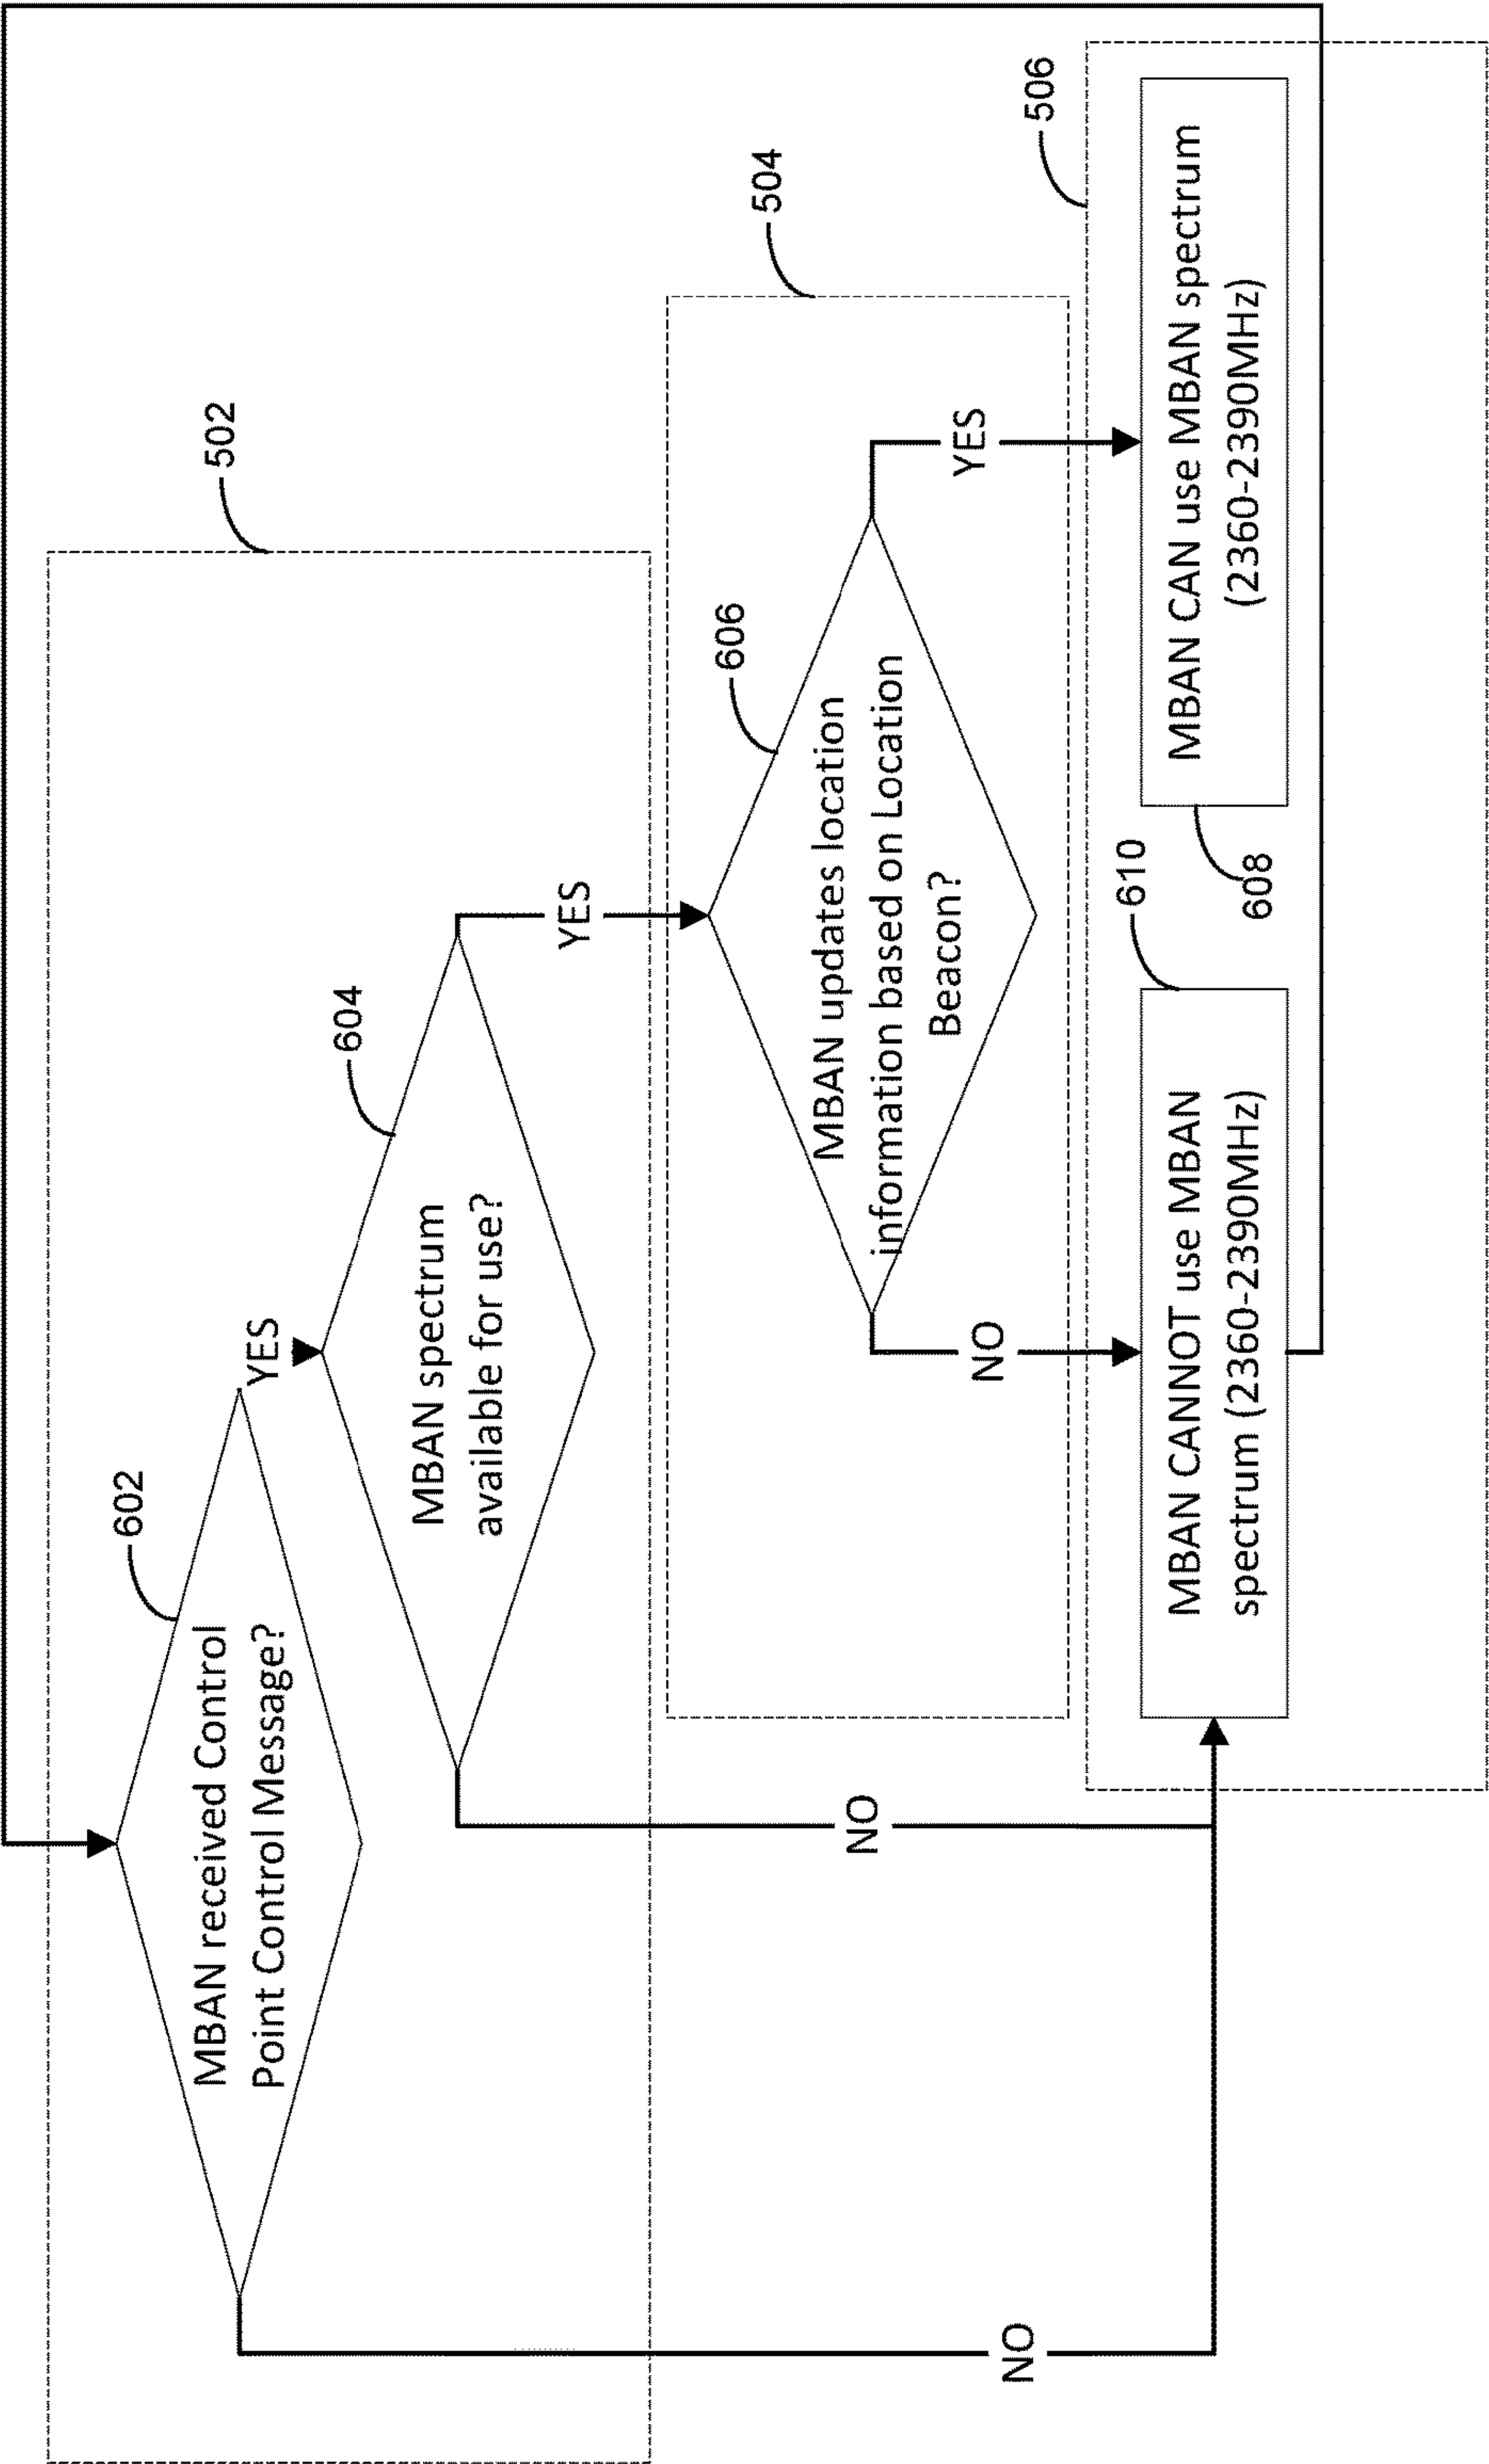 502
602
MBAN received Control
Point Control Message?
YES
604
MBAN spectrum
available for use?
YES
NO
NO
504
606
MBAN updates location
information based on Location
Beacon?
NO
YES
506
610
MBAN CANNOT use MBAN
spectrum (2360-2390MHz)
608
MBAN CAN use MBAN spectrum
(2360-2390MHz)